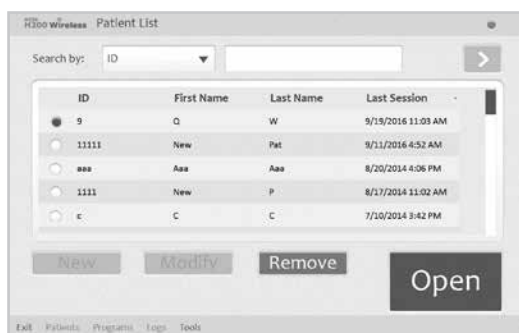 H200 Wireless Patient List
Search by: ID
ID First Name Last Name Last Session
9 Q W 9/19/2016 11:03 AM
11111 New Pat 9/11/2016 4:52 AM
aaa Aaa Aaa 8/20/2014 4:06 PM
1111 New P 8/17/2014 11:02 AM
c C C 7/10/2014 3:42 PM
New Modify Remove Open
Exit Patients Programs Logs Tools